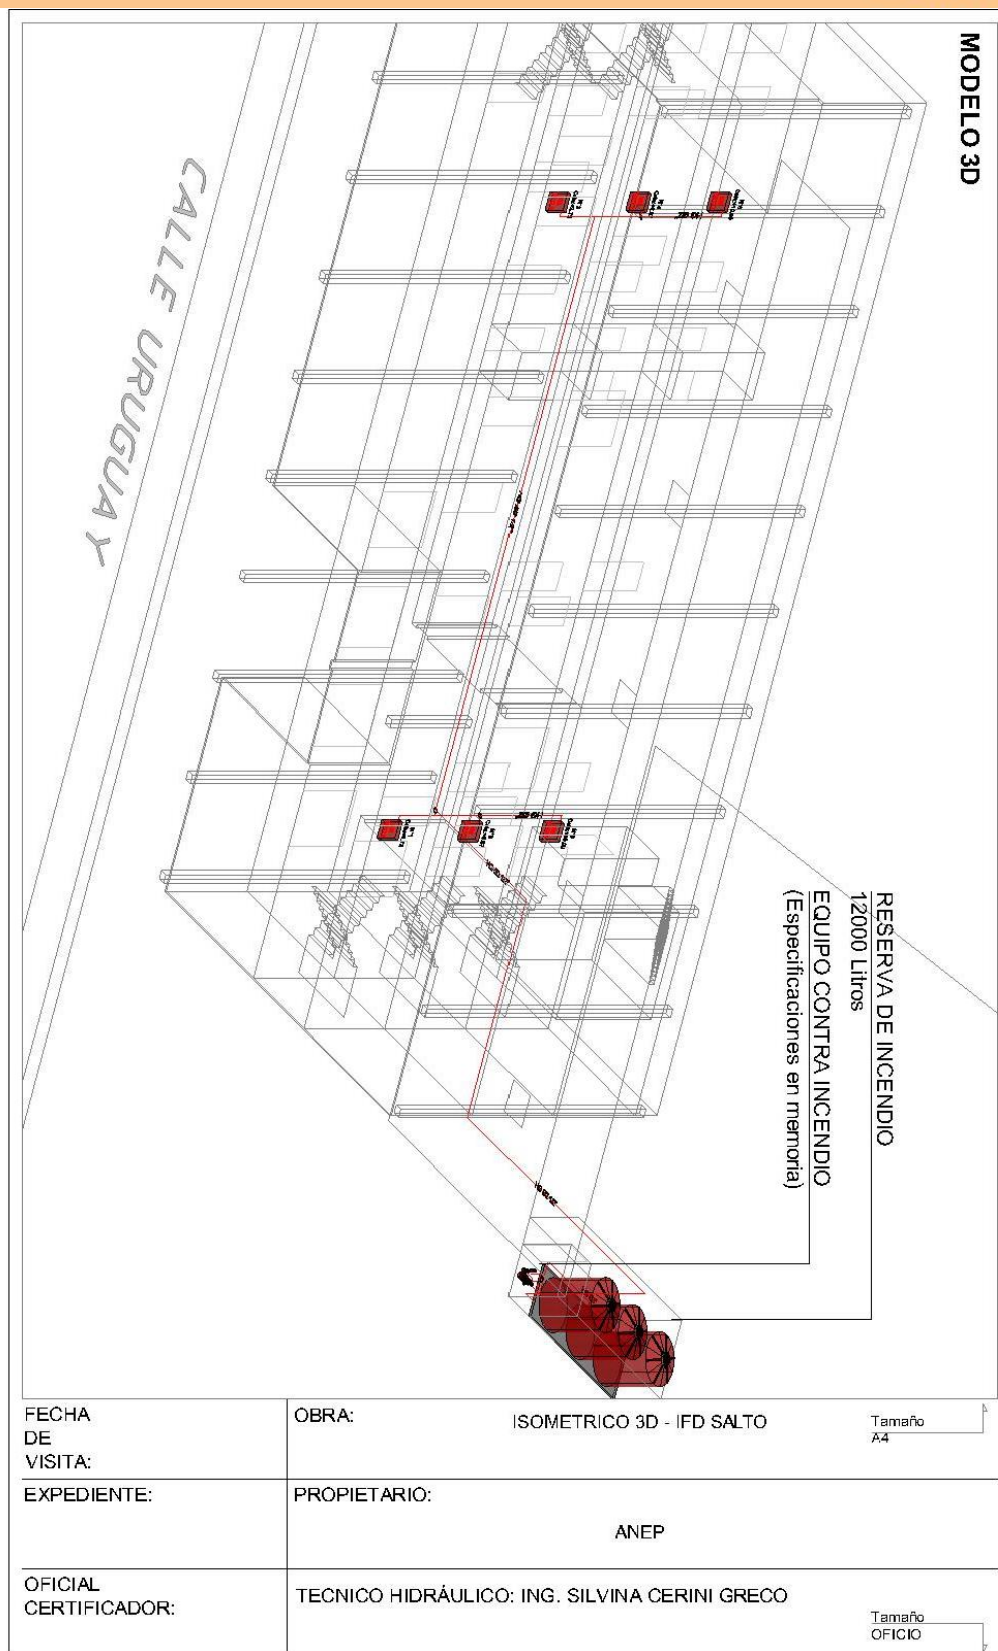 MODELO 3D
CALLE URUGUAY
RESERVA DE INCENDIO
12000 Litros
EQUIPO CONTRA INCENDIO
(Especificaciones en memoria)
FECHA
DE
VISITA:
OBRA:
ISOMETRICO 3D - IFD SALTO
Tamaño
A4
EXPEDIENTE:
PROPIETARIO:
ANEP
OFICIAL
CERTIFICADOR:
TECNICO HIDRÁULICO: ING. SILVINA CERINI GRECO
Tamaño
OFICIO